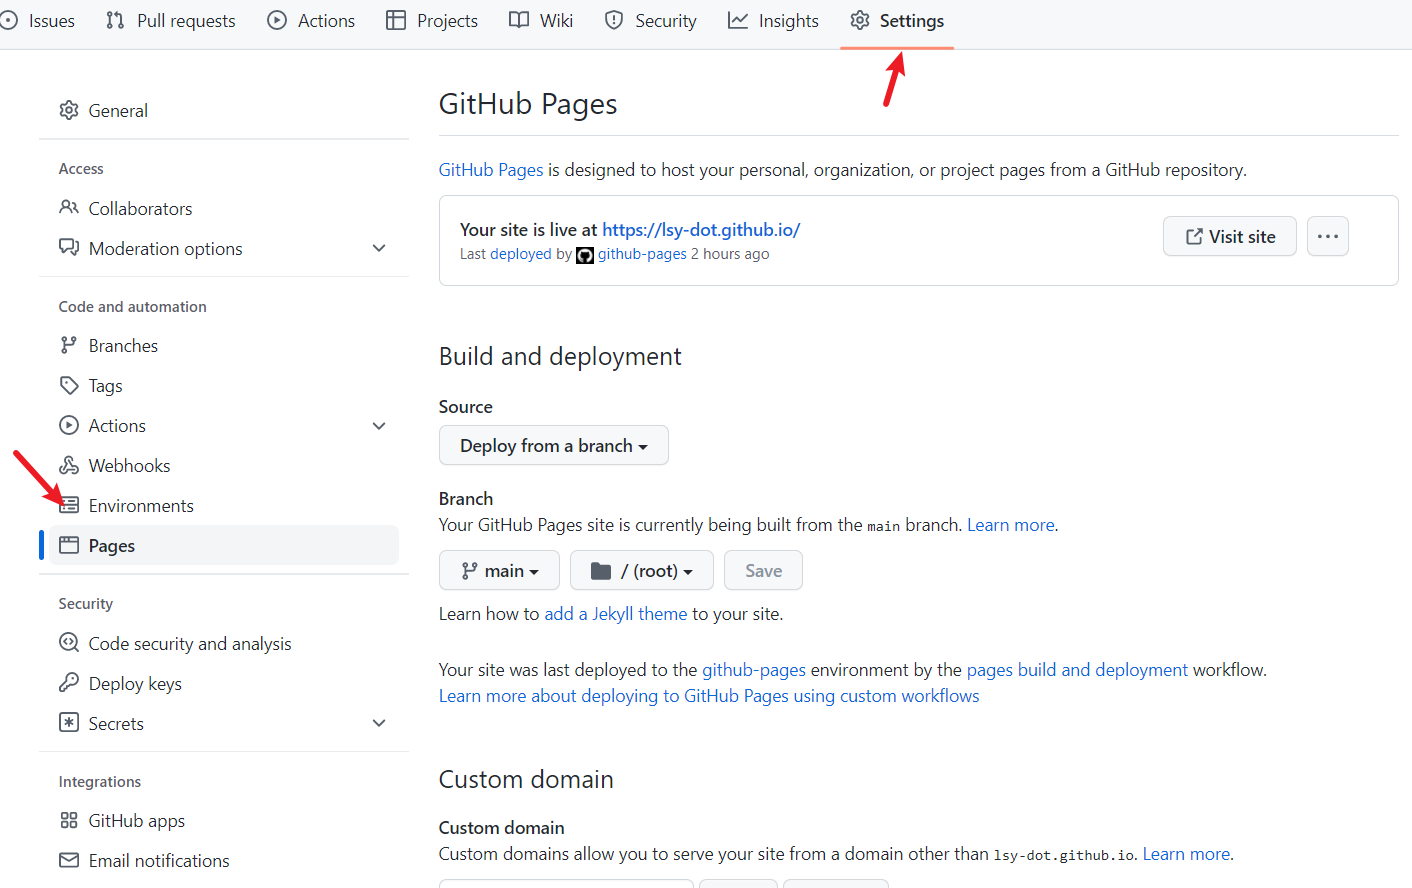 Issues Pull requests Actions Projects Wiki Security Insights Settings
General
Access
Collaborators
Moderation options
Code and automation
Branches
Tags
Actions
Webhooks
Environments
Pages
Security
Code security and analysis
Deploy keys
Secrets
Integrations
GitHub apps
Email notifications
GitHub Pages
GitHub Pages is designed to host your personal, organization, or project pages from a GitHub repository.
Your site is live at https://lsy-dot.github.io/
Last deployed by github-pages 2 hours ago
Visit site
Build and deployment
Source
Deploy from a branch
Branch
Your GitHub Pages site is currently being built from the main branch. Learn more.
main / (root) Save
Learn how to add a Jekyll theme to your site.
Your site was last deployed to the github-pages environment by the pages build and deployment workflow.
Learn more about deploying to GitHub Pages using custom workflows
Custom domain
Custom domain
Custom domains allow you to serve your site from a domain other than lsy-dot.github.io. Learn more.